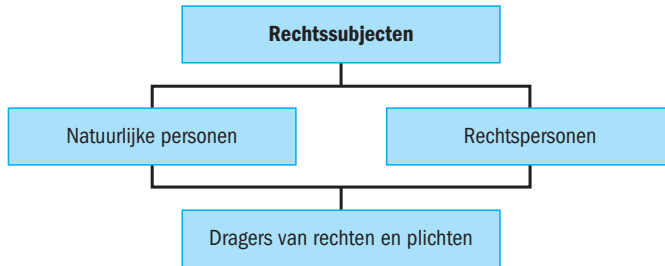 Rechtssubjecten
Natuurlijke personen
Rechtspersonen
Dragers van rechten en plichten